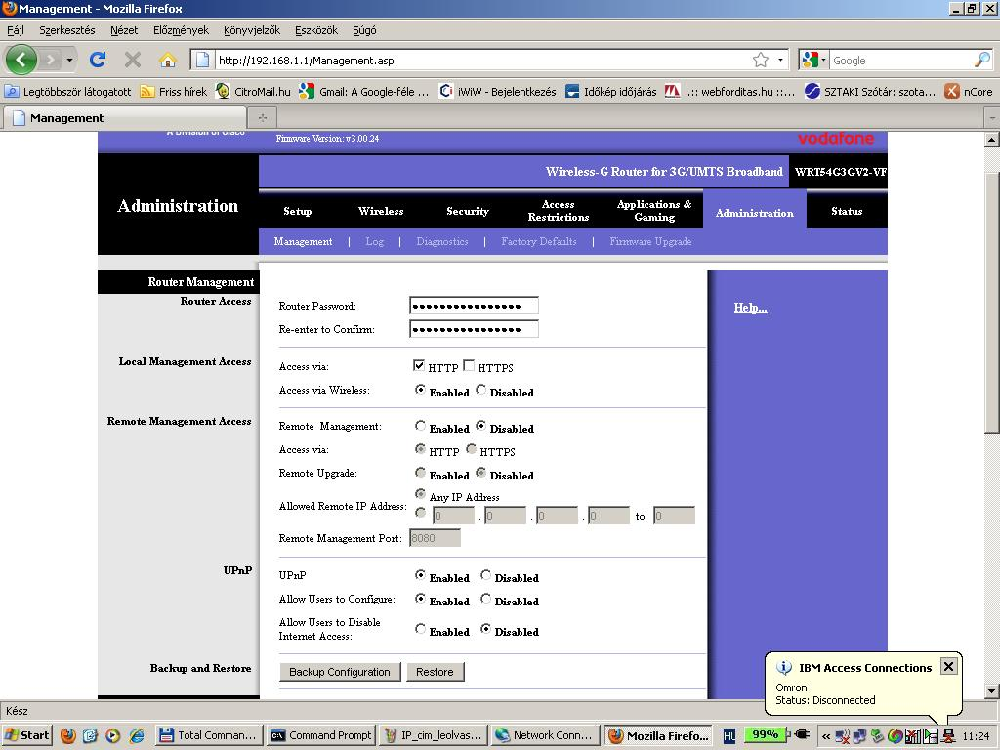 Management - Mozilla Firefox
Fájl Szerkesztés Nézet Előzmények Könyvjelzők Eszközök Súgó
http://192.168.1.1/Management.asp Google
Legtöbbször látogatott Friss hírek CitroMail.hu Gmail: A Google-féle ... iWiW - Bejelentkezés Időkép időjárás .:: webforditas.hu ::.... SZTAKI Szótár: szota... nCore
Management
A Division of Cisco
Firmware Version: v3.00.24
vodafone
Wireless-G Router for 3G/UMTS Broadband WRT54G3GV2-VF
Administration
Setup Wireless Security Access Restrictions Applications & Gaming Administration Status
Management | Log | Diagnostics | Factory Defaults | Firmware Upgrade
Router Management
Router Access
Router Password:
Re-enter to Confirm:
Help...
Local Management Access
Access via: HTTP HTTPS
Access via Wireless: Enabled Disabled
Remote Management Access
Remote Management: Enabled Disabled
Access via: HTTP HTTPS
Remote Upgrade: Enabled Disabled
Allowed Remote IP Address: Any IP Address
0 . 0 . 0 . 0 to 0
Remote Management Port: 8080
UPnP
UPnP Enabled Disabled
Allow Users to Configure: Enabled Disabled
Allow Users to Disable Internet Access: Enabled Disabled
Backup and Restore
Backup Configuration Restore
IBM Access Connections
Omron
Status: Disconnected
Kész
Start Total Comman... Command Prompt IP_cim_leolvas... Network Conn... Mozilla Firefo... HU 99% « 11:24